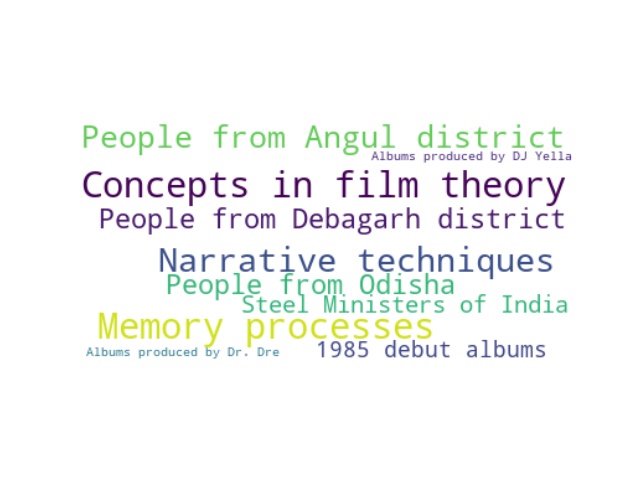 People from Angul district
Albums produced by DJ Yella
Concepts in film theory
People from Debagarh district
Narrative techniques
People from Odisha
Steel Ministers of India
Memory processes
Albums produced by Dr. Dre
1985 debut albums